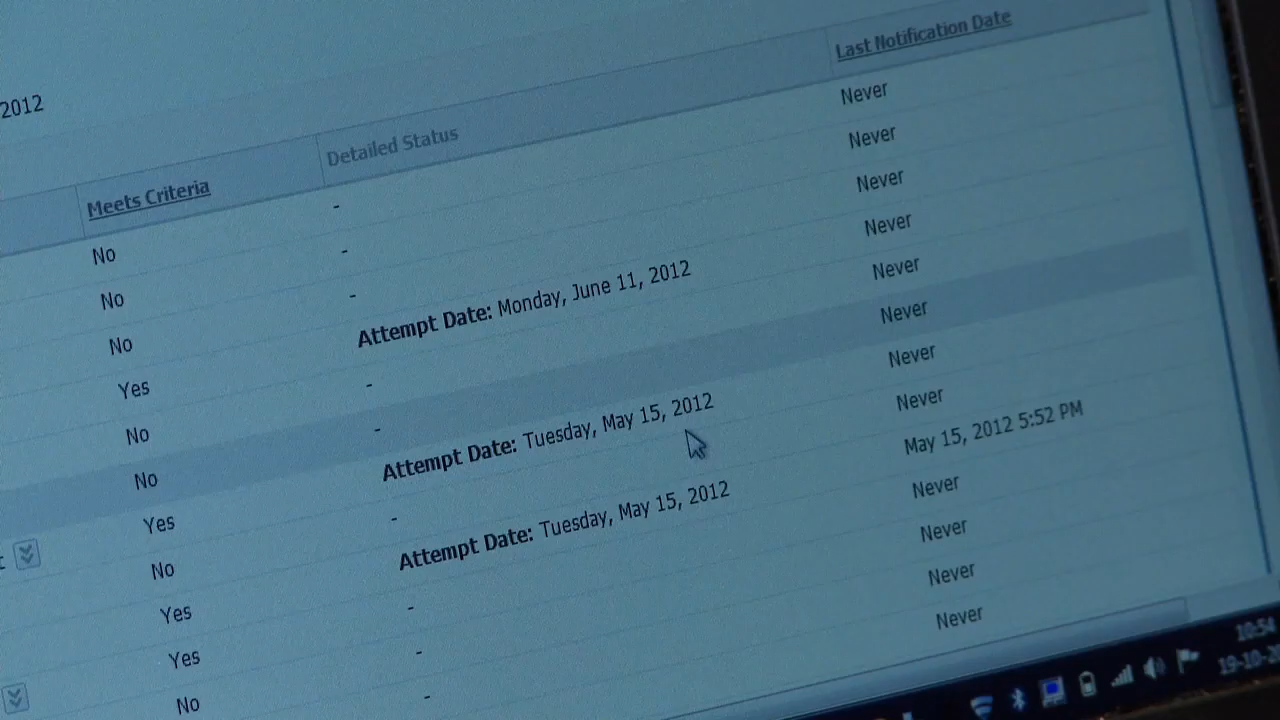 2012
Meets Criteria Detailed Status Last Notification Date
No - Never
No - Never
No - Never
Yes Attempt Date: Monday, June 11, 2012 Never
No - Never
No - Never
Yes Attempt Date: Tuesday, May 15, 2012 Never
No - Never
Yes Attempt Date: Tuesday, May 15, 2012 May 15, 2012 5:52 PM
Yes - Never
No - Never
- Never
Never
10:54
19-10-20